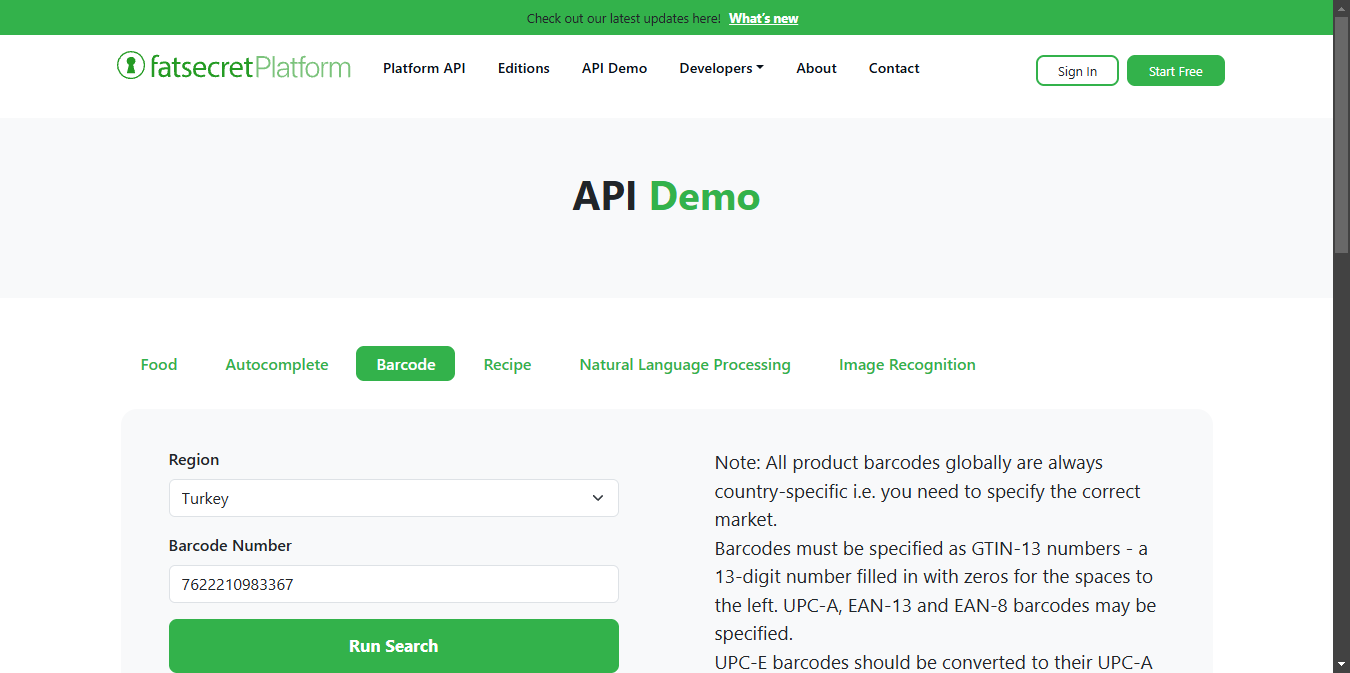 Check out our latest updates here! What's new
fatsecret Platform
Platform API
Editions
API Demo
Developers
About
Contact
Sign In
Start Free
API Demo
Food
Autocomplete
Barcode
Recipe
Natural Language Processing
Image Recognition
Region
Turkey
Barcode Number
7622210983367
Run Search
Note: All product barcodes globally are always
country-specific i.e. you need to specify the correct
market.
Barcodes must be specified as GTIN-13 numbers - a
13-digit number filled in with zeros for the spaces to
the left. UPC-A, EAN-13 and EAN-8 barcodes may be
specified.
UPC-E barcodes should be converted to their UPC-A